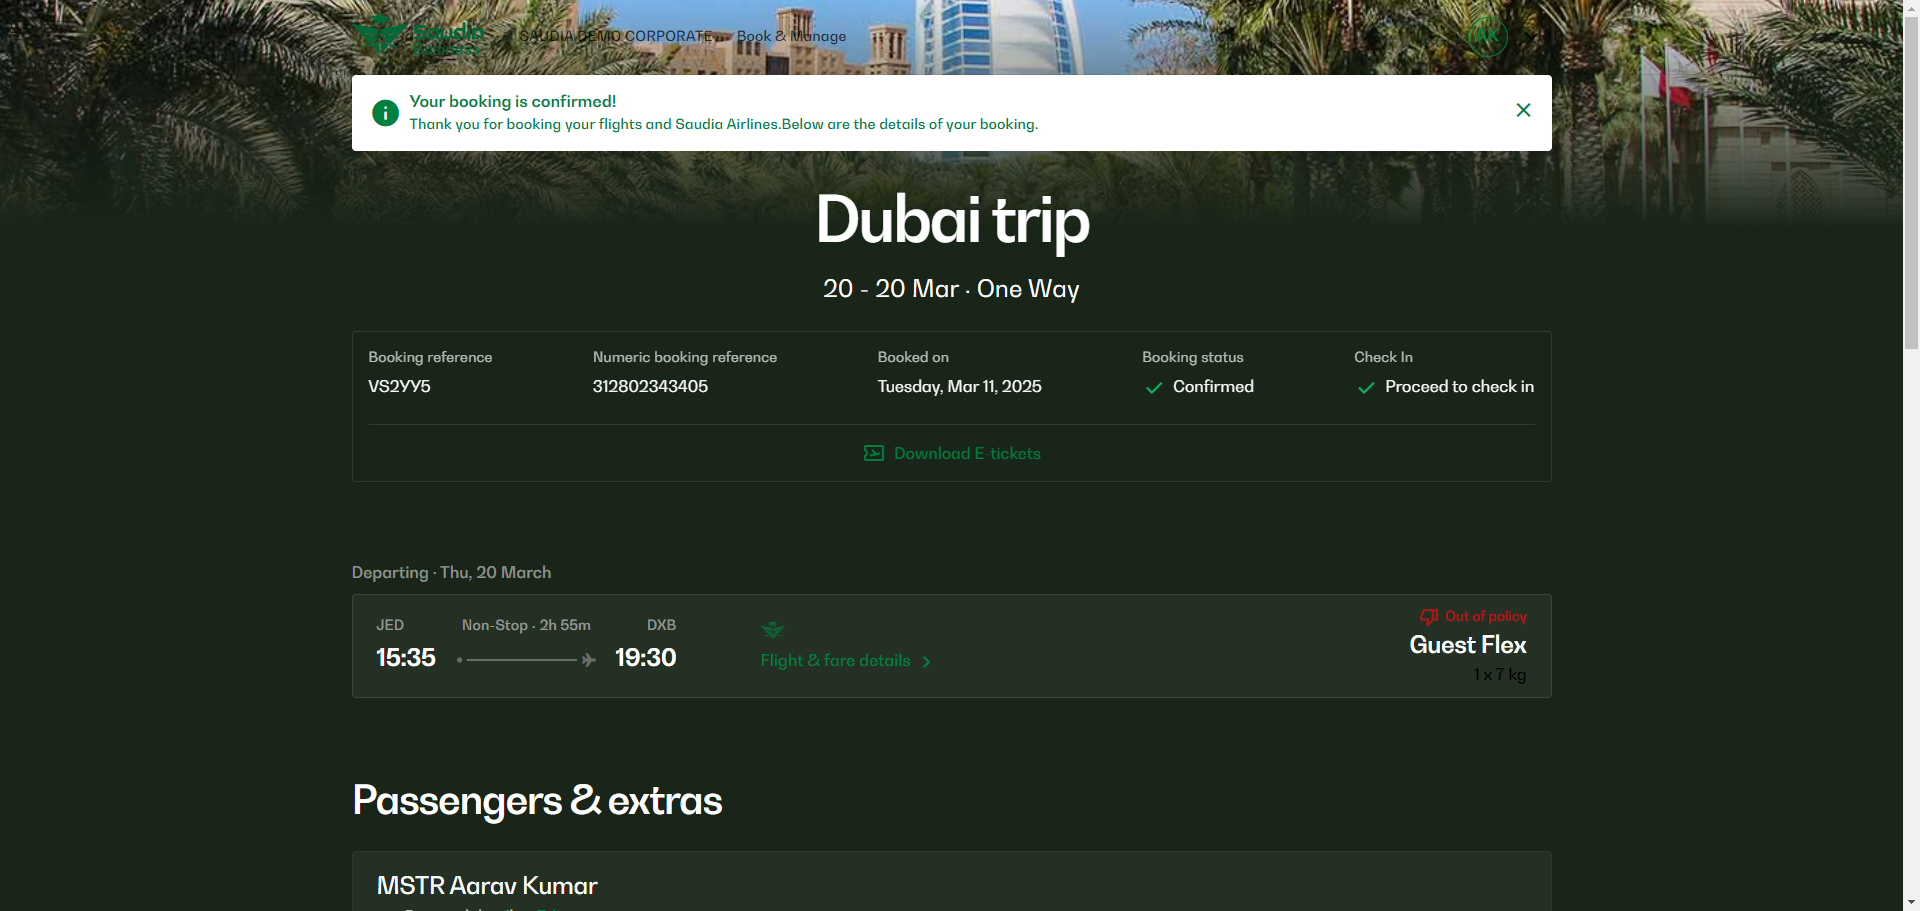 Saudia
Business
SAUDIA DEMO CORPORATE
Book & Manage
AK
Your booking is confirmed!
Thank you for booking your flights and Saudia Airlines.Below are the details of your booking.
Dubai trip
20 - 20 Mar · One Way
Booking reference
VS2YY5
Numeric booking reference
312802343405
Booked on
Tuesday, Mar 11, 2025
Booking status
Confirmed
Check In
Proceed to check in
Download E-tickets
Departing · Thu, 20 March
JED
Non-Stop · 2h 55m
DXB
15:35
19:30
Flight & fare details
Out of policy
Guest Flex
1 x 7 kg
Passengers & extras
MSTR Aarav Kumar